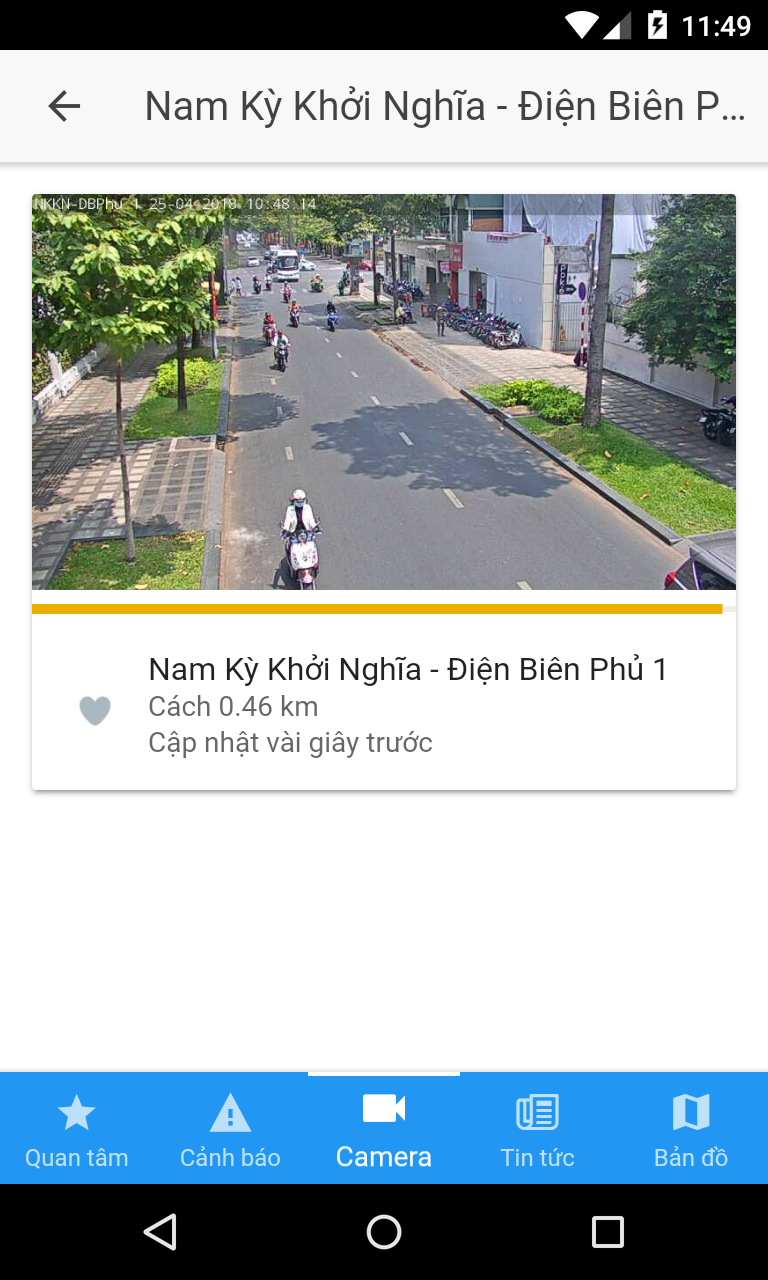 11:49
Nam Kỳ Khởi Nghĩa - Điện Biên P...
NKKN-DBPhu 1 25-04-2018 10:48:14
Nam Kỳ Khởi Nghĩa - Điện Biên Phủ 1
Cách 0.46 km
Cập nhật vài giây trước
Quan tâm
Cảnh báo
Camera
Tin tức
Bản đồ